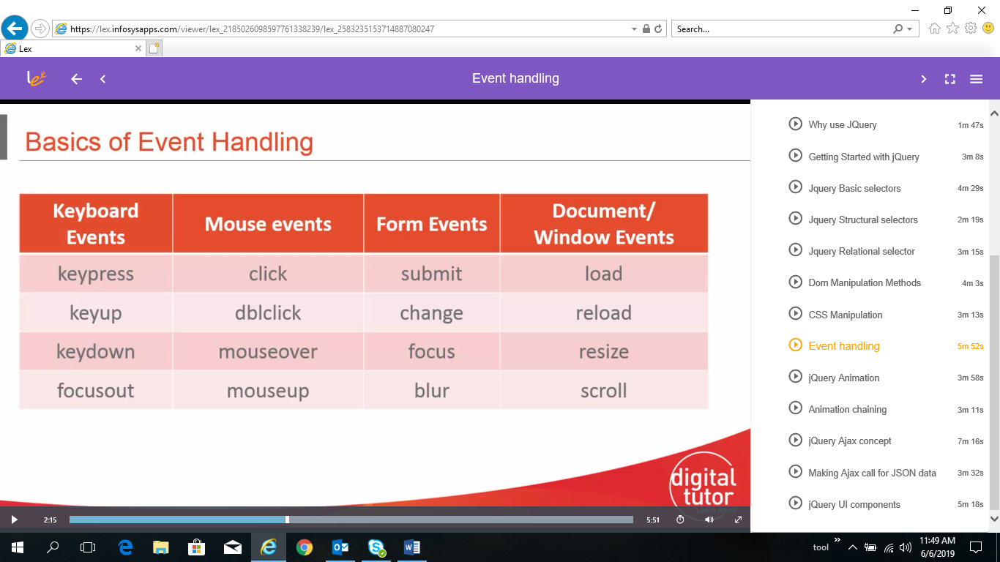 https://lex.infosysapps.com/viewer/lex_2185026098597761338239/lex_2583235153714887080247
Search...
Lex
lex
Event handling
Basics of Event Handling
Keyboard Events
Mouse events
Form Events
Document/ Window Events
keypress click submit load
keyup dblclick change reload
keydown mouseover focus resize
focusout mouseup blur scroll
digital
tutor
Learn more
2:15
5:51
Why use JQuery 1m 47s
Getting Started with jQuery 3m 8s
Jquery Basic selectors 4m 29s
Jquery Structural selectors 2m 19s
Jquery Relational selector 3m 15s
Dom Manipulation Methods 4m 3s
CSS Manipulation 3m 13s
Event handling 5m 52s
jQuery Animation 3m 58s
Animation chaining 3m 11s
jQuery Ajax concept 7m 16s
Making Ajax call for JSON data 3m 32s
jQuery UI components 5m 18s
tool
11:49 AM
6/6/2019